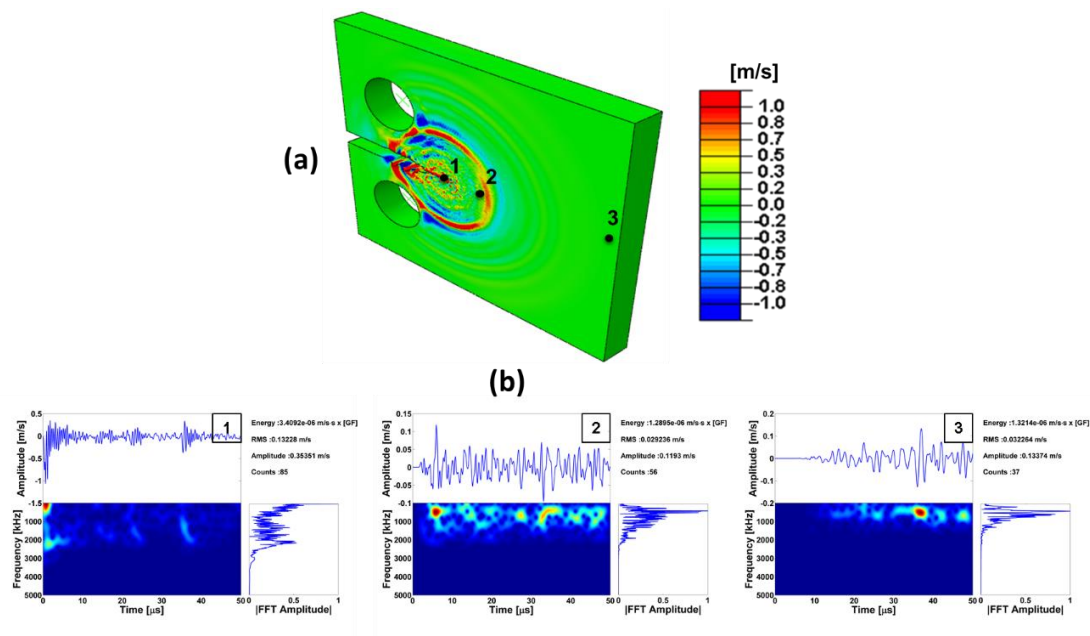 [m/s]
1.0
0.8
0.7
0.5
0.3
0.2
0.0
-0.2
-0.3
-0.5
-0.7
-0.8
-1.0
(a)
1
2
3
(b)
Amplitude [m/s]
0.5
0
-0.5
-1
-1.5
1
Energy :3.4092e-06 m/s·s x [GF]
RMS :0.13228 m/s
Amplitude :0.35351 m/s
Counts :85
Frequency [kHz]
1000
2000
3000
4000
5000
0 10 20 30 40 50
Time [µs]
0 0.5 1
|FFT Amplitude|
Amplitude [m/s]
0.15
0.1
0.05
0
-0.05
-0.1
2
Energy :1.2895e-06 m/s·s x [GF]
RMS :0.029236 m/s
Amplitude :0.1193 m/s
Counts :56
Frequency [kHz]
1000
2000
3000
4000
5000
0 10 20 30 40 50
Time [µs]
0 0.5 1
|FFT Amplitude|
Amplitude [m/s]
0.2
0.1
0
-0.1
-0.2
3
Energy :1.3214e-06 m/s·s x [GF]
RMS :0.032264 m/s
Amplitude :0.13374 m/s
Counts :37
Frequency [kHz]
1000
2000
3000
4000
5000
0 10 20 30 40 50
Time [µs]
0 0.5 1
|FFT Amplitude|